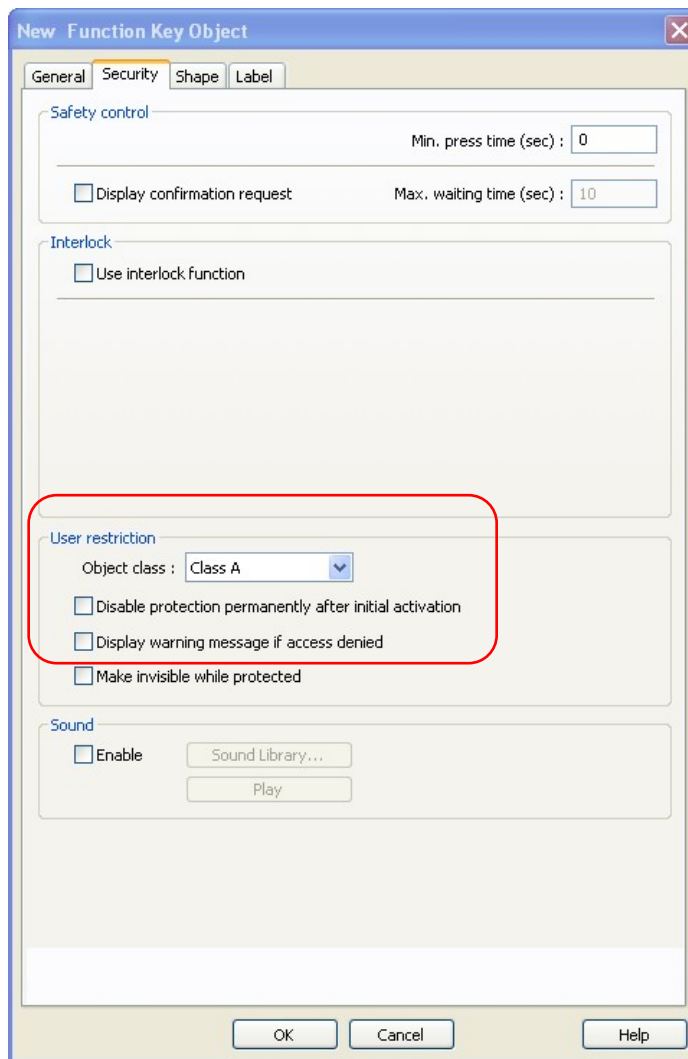 New Function Key Object
General Security Shape Label
Safety control
Min. press time (sec) : 0
Display confirmation request Max. waiting time (sec) : 10
Interlock
Use interlock function
User restriction
Object class : Class A
Disable protection permanently after initial activation
Display warning message if access denied
Make invisible while protected
Sound
Enable Sound Library...
Play
OK Cancel Help